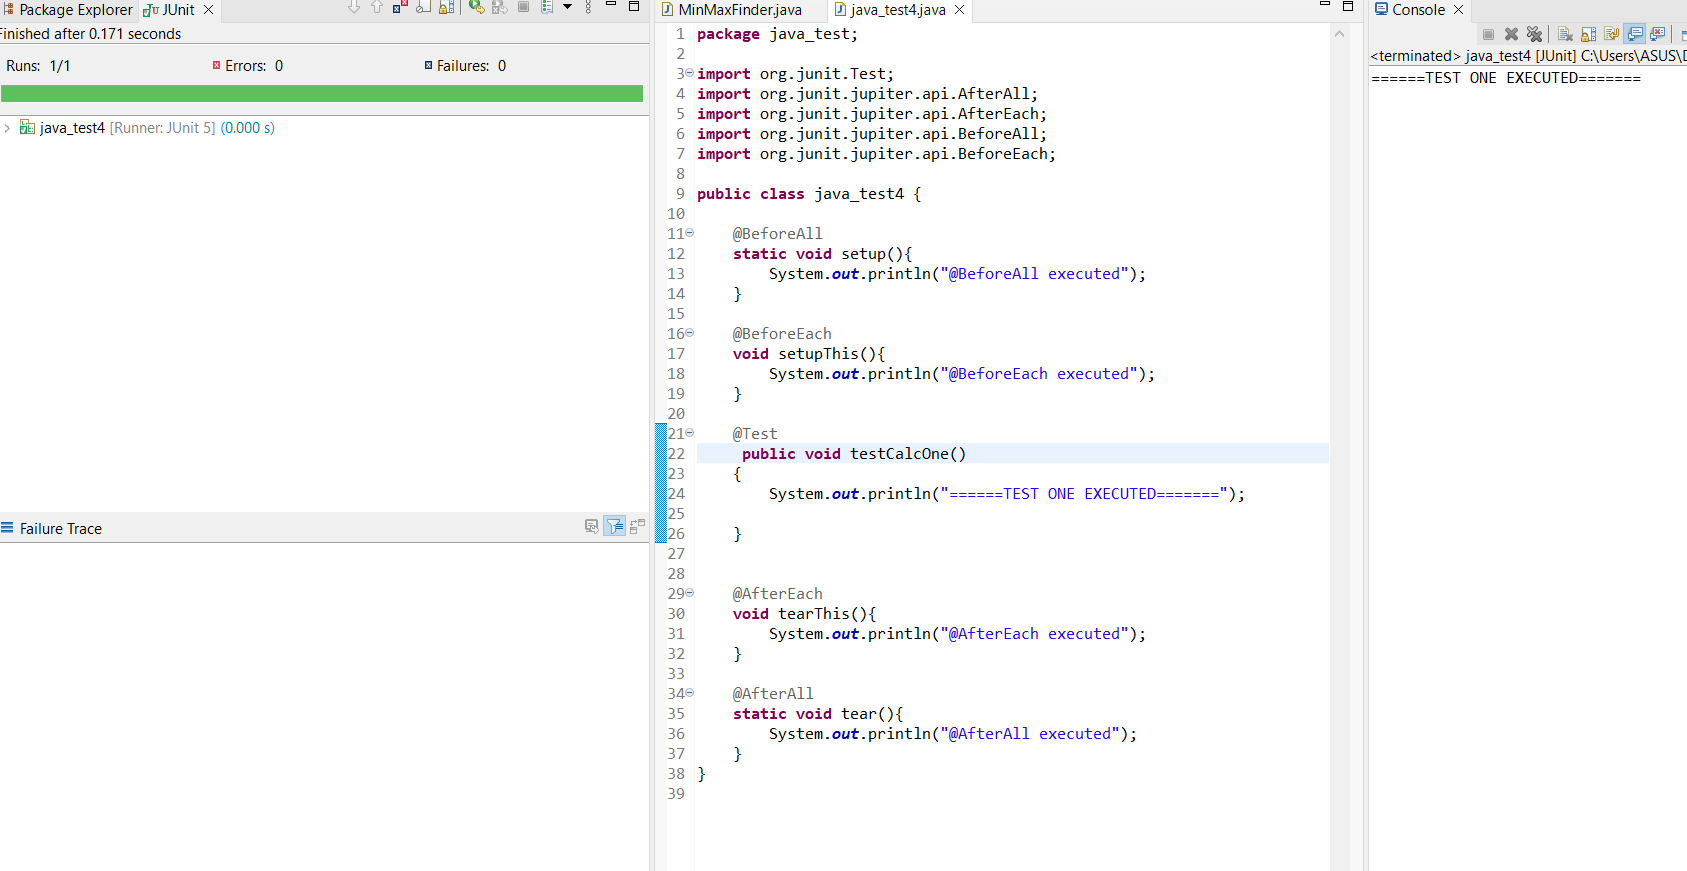 Package Explorer
JUnit
Finished after 0.171 seconds
Runs: 1/1
Errors: 0
Failures: 0
java_test4 [Runner: JUnit 5] (0.000 s)
Failure Trace
MinMaxFinder.java
java_test4.java
1 package java_test;
2
3 import org.junit.Test;
4 import org.junit.jupiter.api.AfterAll;
5 import org.junit.jupiter.api.AfterEach;
6 import org.junit.jupiter.api.BeforeAll;
7 import org.junit.jupiter.api.BeforeEach;
8
9 public class java_test4 {
10
11 @BeforeAll
12 static void setup(){
13 System.out.println("@BeforeAll executed");
14 }
15
16 @BeforeEach
17 void setupThis(){
18 System.out.println("@BeforeEach executed");
19 }
20
21 @Test
22 public void testCalcOne()
23 {
24 System.out.println("======TEST ONE EXECUTED=======");
25
26 }
27
28
29 @AfterEach
30 void tearThis(){
31 System.out.println("@AfterEach executed");
32 }
33
34 @AfterAll
35 static void tear(){
36 System.out.println("@AfterAll executed");
37 }
38 }
39
Console
<terminated> java_test4 [JUnit] C:\Users\ASUS\D
======TEST ONE EXECUTED=======